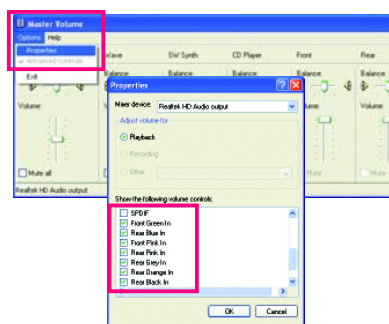 Master Volume
Options Help
Properties
Advanced Controls
Exit
Wave SW Synth CD Player Front Rear
Balance: Balance: Balance: Balance: Balance:
Properties
Mixer device: Realtek HD Audio output
Adjust volume for
Playback
Recording
Other
Volume:
Mute all
Mute
Realtek HD Audio output
Show the following volume controls:
SPDIF
Front Green In
Rear Blue In
Front Pink In
Rear Pink In
Rear Grey In
Rear Orange In
Rear Black In
OK Cancel